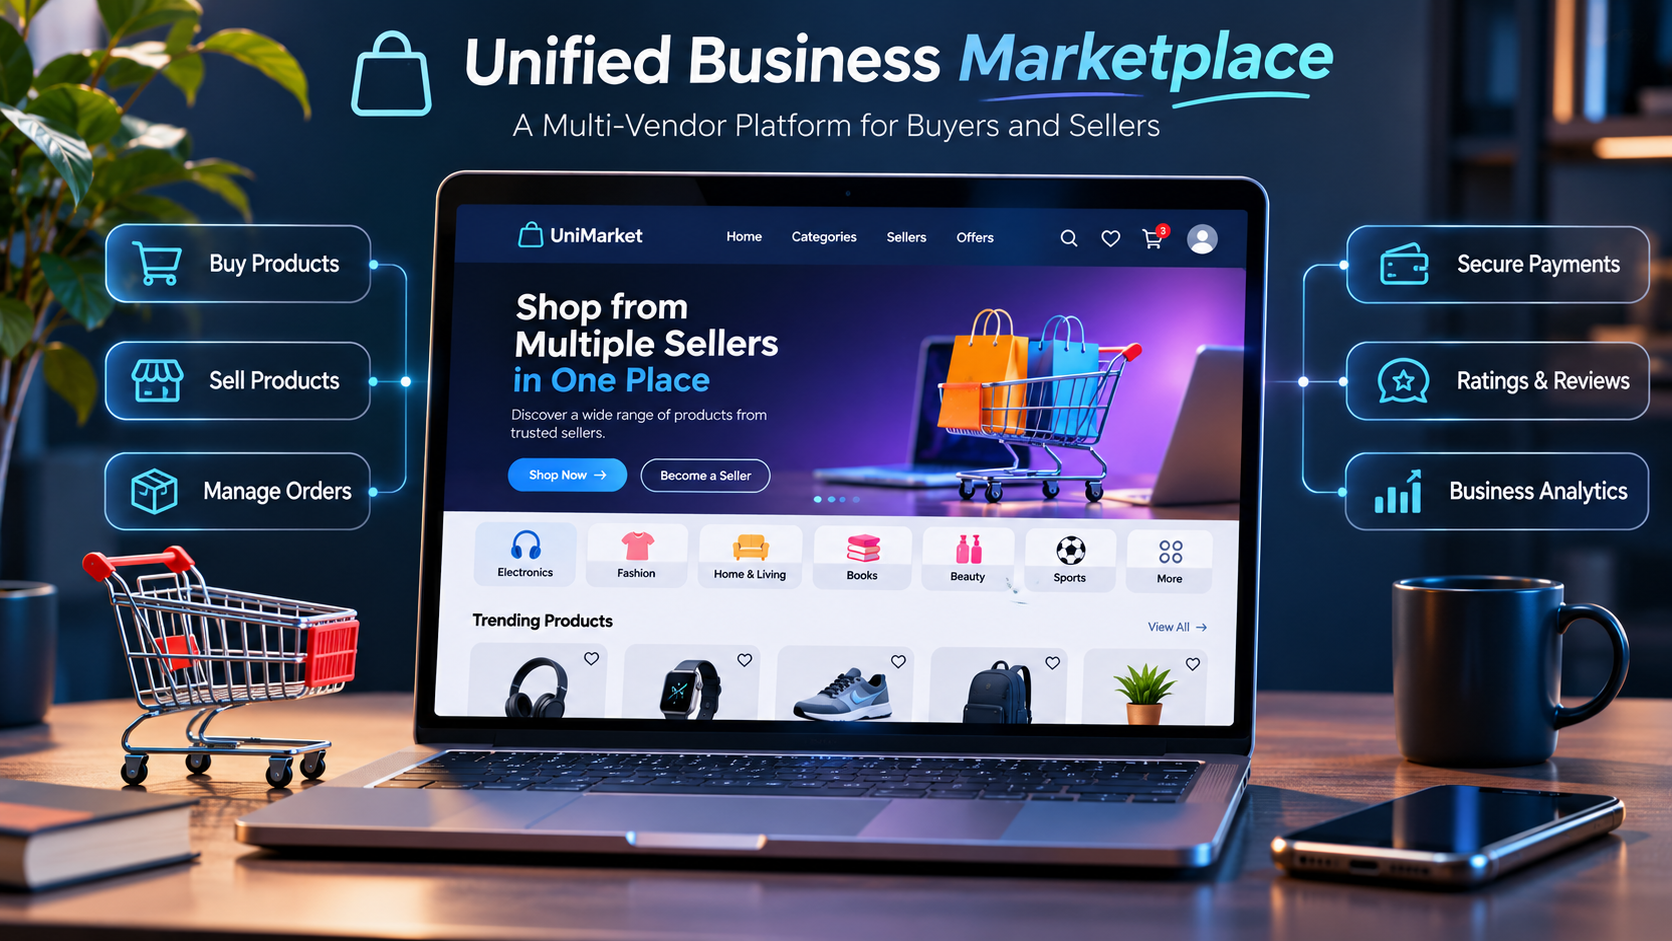 Unified Business Marketplace
A Multi-Vendor Platform for Buyers and Sellers
Buy Products
Sell Products
Manage Orders
UniMarket
Home
Categories
Sellers
Offers
3
Shop from
Multiple Sellers
in One Place
Discover a wide range of products from
trusted sellers.
Shop Now
Become a Seller
Electronics
Fashion
Home & Living
Books
Beauty
Sports
More
Trending Products
View All
Secure Payments
Ratings & Reviews
Business Analytics